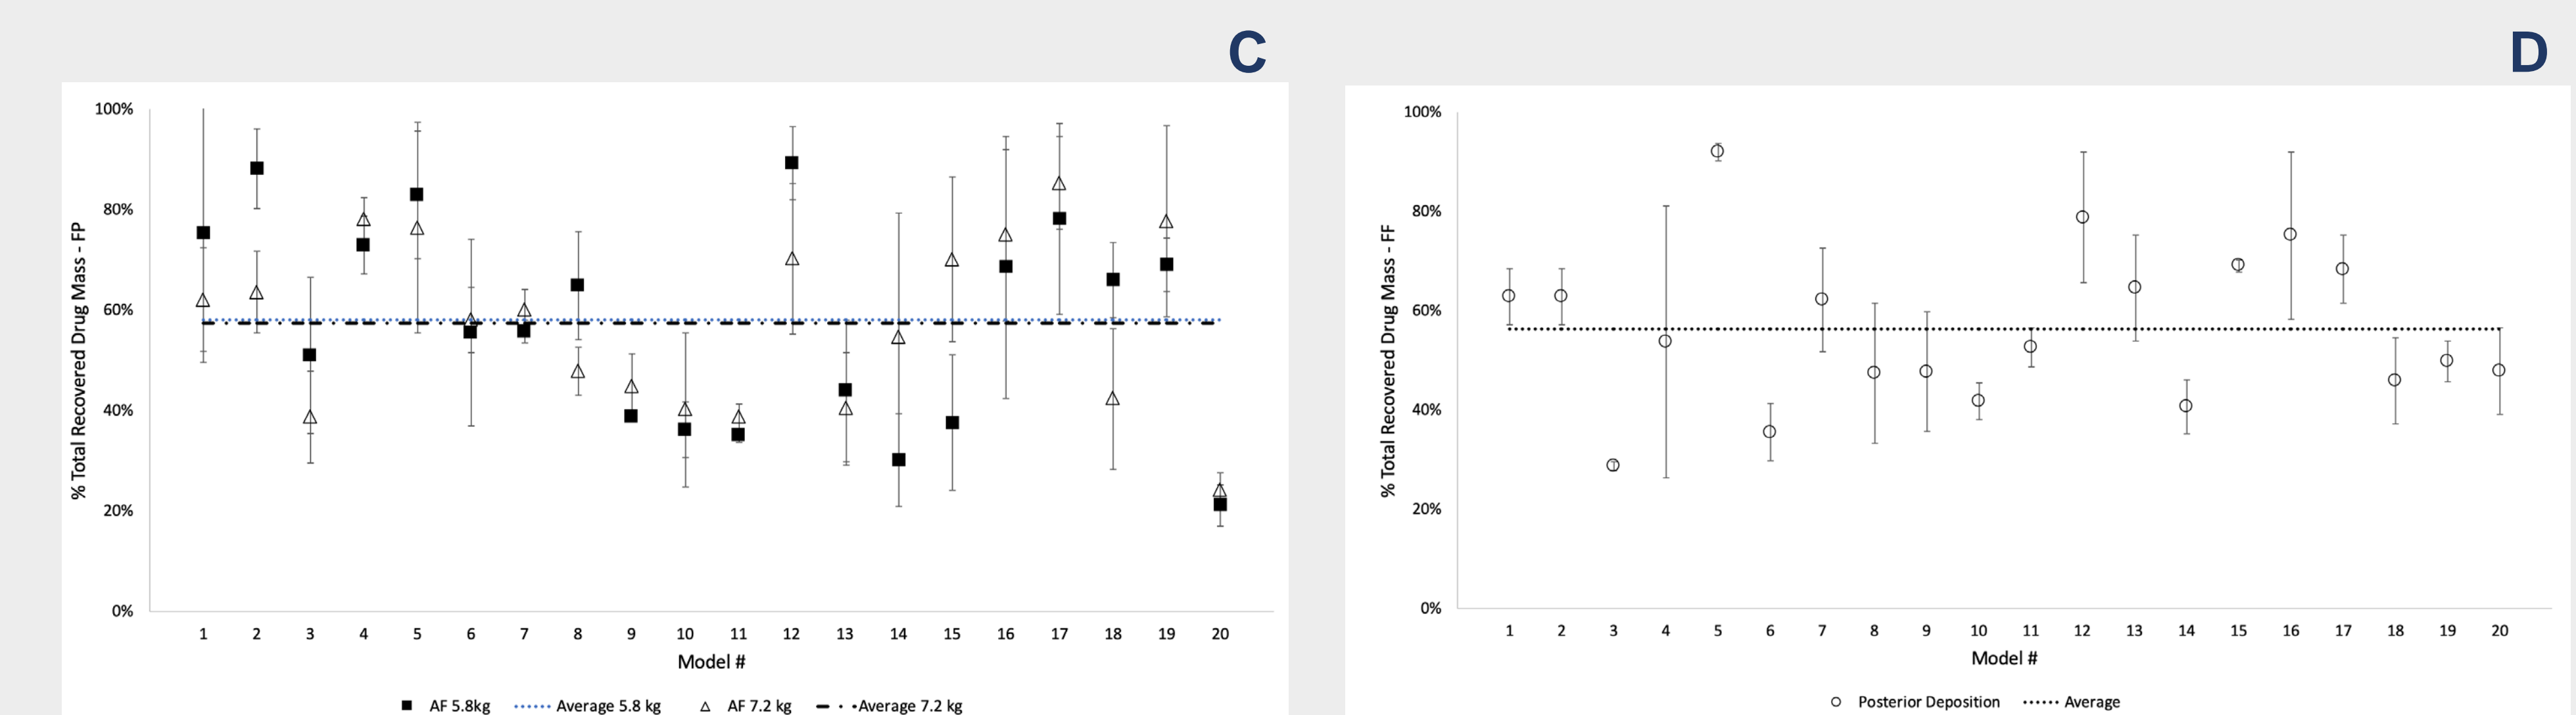 C
% Total Recovered Drug Mass - FP
100%
80%
60%
40%
20%
0%
1 2 3 4 5 6 7 8 9 10 11 12 13 14 15 16 17 18 19 20
Model #
AF 5.8kg Average 5.8 kg AF 7.2 kg Average 7.2 kg
D
% Total Recovered Drug Mass - FF
100%
80%
60%
40%
20%
0%
1 2 3 4 5 6 7 8 9 10 11 12 13 14 15 16 17 18 19 20
Model #
Posterior Deposition Average